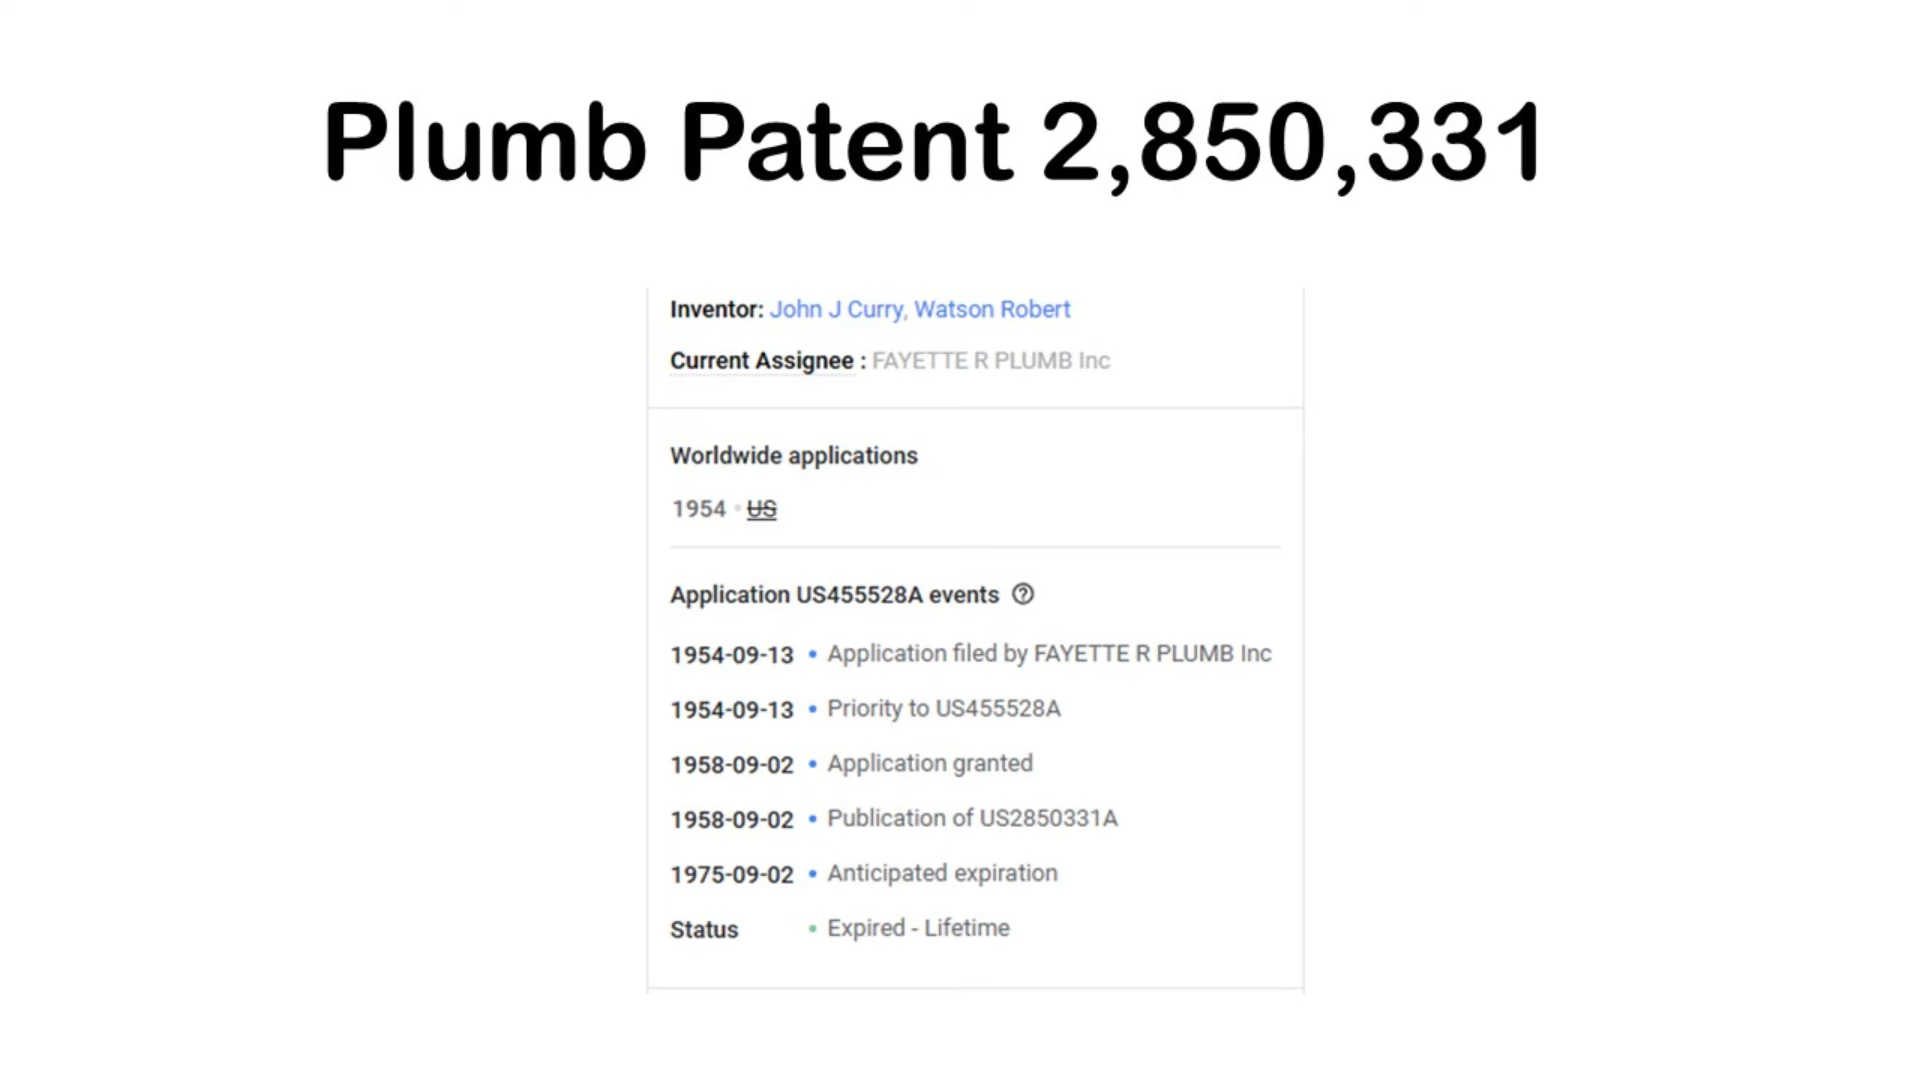 Plumb Patent 2,850,331
Inventor: John J Curry, Watson Robert
Current Assignee : FAYETTE R PLUMB Inc
Worldwide applications
1954 • US
Application US455528A events ?
1954-09-13 • Application filed by FAYETTE R PLUMB Inc
1954-09-13 • Priority to US455528A
1958-09-02 • Application granted
1958-09-02 • Publication of US2850331A
1975-09-02 • Anticipated expiration
Status • Expired - Lifetime